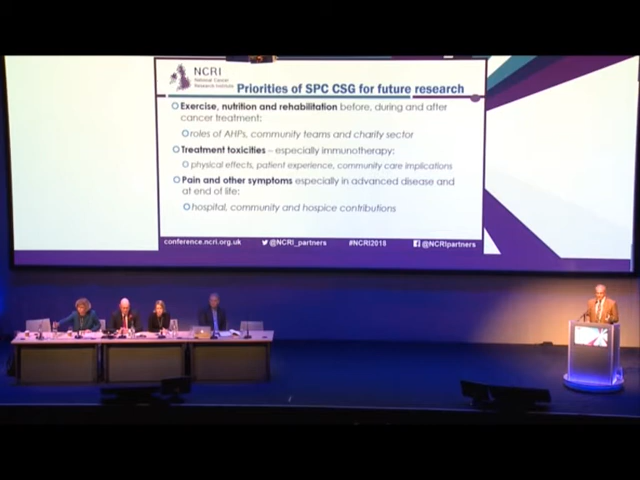 NCRI
National Cancer
Research Institute
Priorities of SPC CSG for future research
Exercise, nutrition and rehabilitation before, during and after
cancer treatment:
roles of AHPs, community teams and charity sector
Treatment toxicities – especially immunotherapy:
physical effects, patient experience, community care implications
Pain and other symptoms especially in advanced disease and
at end of life:
hospital, community and hospice contributions
conference.ncri.org.uk @NCRI_partners #NCRI2018 @NCRIpartners